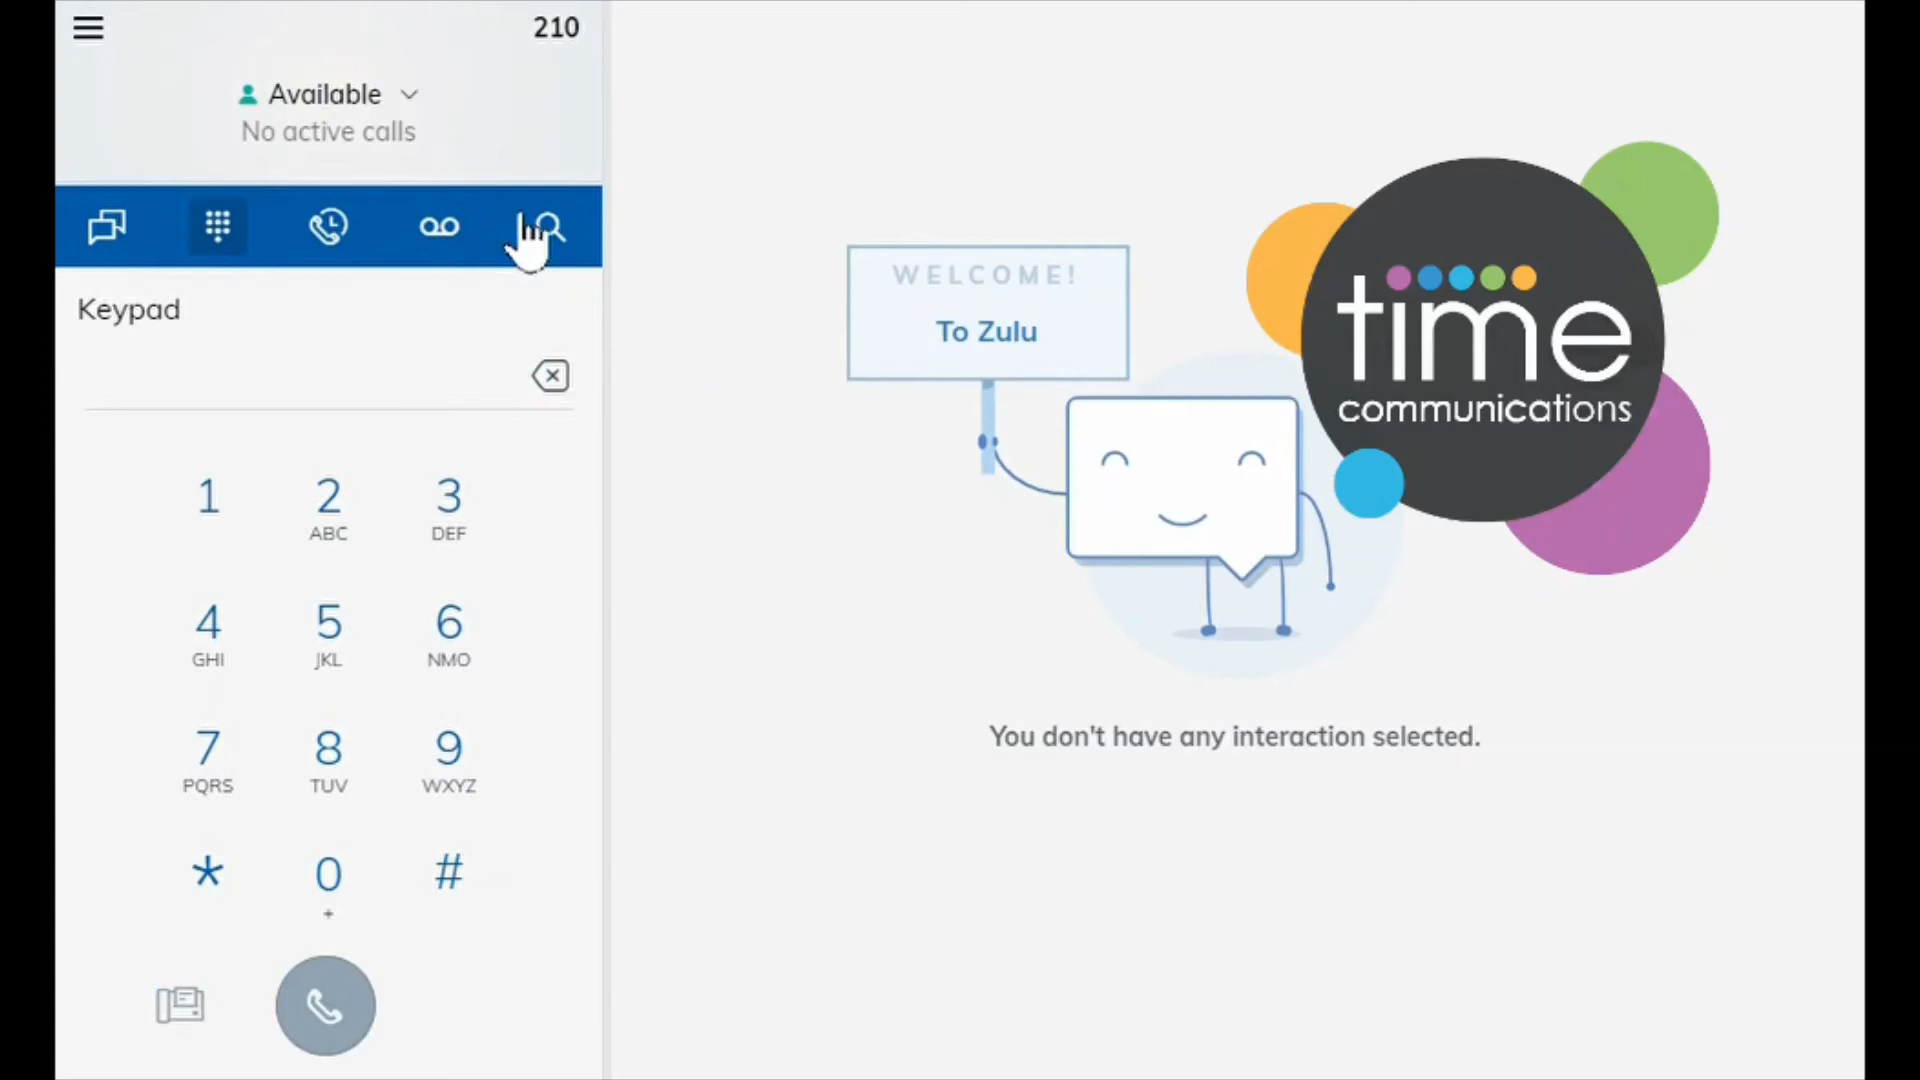 210
Available
No active calls
Keypad
1
2
ABC
3
DEF
4
GHI
5
JKL
6
NMO
7
PQRS
8
TUV
9
WXYZ
*
0
+
#
WELCOME!
To Zulu
time
communications
You don't have any interaction selected.